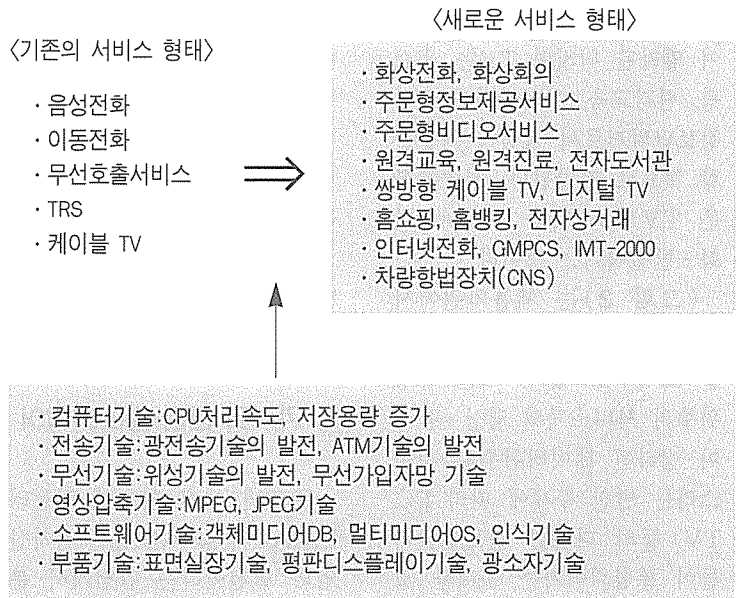 〈기존의 서비스 형태〉
· 음성전화
· 이동전화
· 무선호출서비스
· TRS
· 케이블 TV
〈새로운 서비스 형태〉
· 화상전화, 화상회의
· 주문형정보제공서비스
· 주문형비디오서비스
· 원격교육, 원격진료, 전자도서관
· 쌍방향 케이블 TV, 디지털 TV
· 홈쇼핑, 홈뱅킹, 전자상거래
· 인터넷전화, GMPCS, IMT-2000
· 차량항법장치(CNS)
· 컴퓨터기술:CPU처리속도, 저장용량 증가
· 전송기술:광전송기술의 발전, ATM기술의 발전
· 무선기술:위성기술의 발전, 무선가입자망 기술
· 영상압축기술:MPEG, JPEG기술
· 소프트웨어기술:객체미디어DB, 멀티미디어OS, 인식기술
· 부품기술:표면실장기술, 평판디스플레이기술, 광소자기술